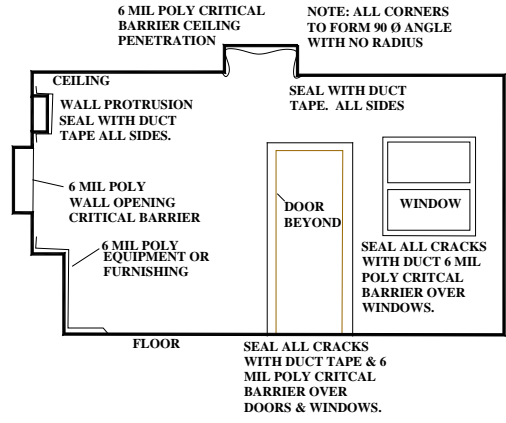 6 MIL POLY CRITICAL
BARRIER CEILING
PENETRATION
NOTE: ALL CORNERS
TO FORM 90 Ø ANGLE
WITH NO RADIUS
CEILING
WALL PROTRUSION
SEAL WITH DUCT
TAPE ALL SIDES.
SEAL WITH DUCT
TAPE. ALL SIDES
6 MIL POLY
WALL OPENING
CRITICAL BARRIER
DOOR
BEYOND
WINDOW
6 MIL POLY
EQUIPMENT OR
FURNISHING
SEAL ALL CRACKS
WITH DUCT 6 MIL
POLY CRITCAL
BARRIER OVER
WINDOWS.
FLOOR
SEAL ALL CRACKS
WITH DUCT TAPE & 6
MIL POLY CRITCAL
BARRIER OVER
DOORS & WINDOWS.